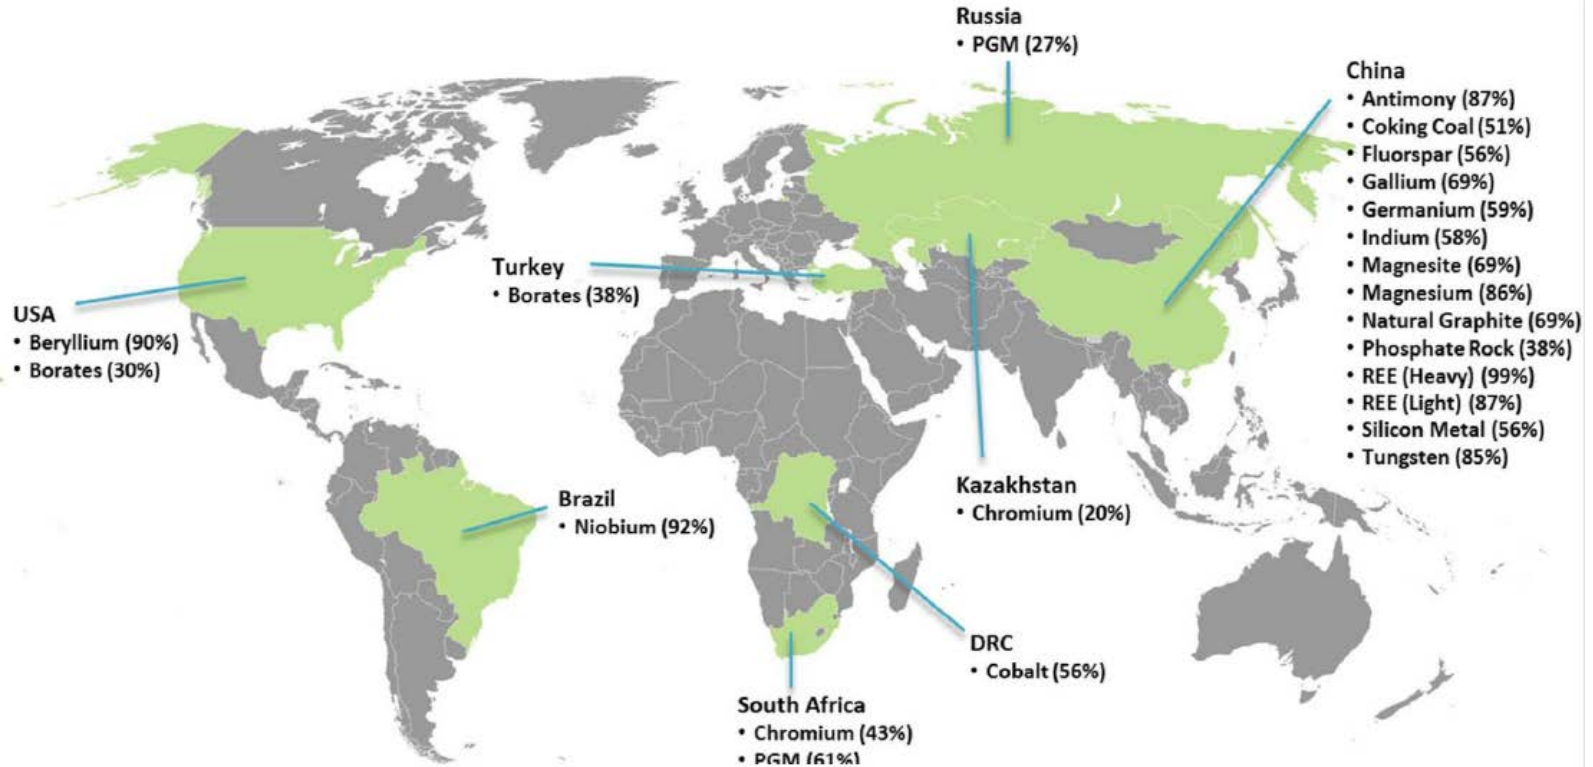 Russia
• PGM (27%)
China
• Antimony (87%)
• Coking Coal (51%)
• Fluorspar (56%)
• Gallium (69%)
• Germanium (59%)
• Indium (58%)
• Magnesite (69%)
• Magnesium (86%)
• Natural Graphite (69%)
• Phosphate Rock (38%)
• REE (Heavy) (99%)
• REE (Light) (87%)
• Silicon Metal (56%)
• Tungsten (85%)
Turkey
• Borates (38%)
USA
• Beryllium (90%)
• Borates (30%)
Brazil
• Niobium (92%)
Kazakhstan
• Chromium (20%)
DRC
• Cobalt (56%)
South Africa
• Chromium (43%)
• PGM (61%)